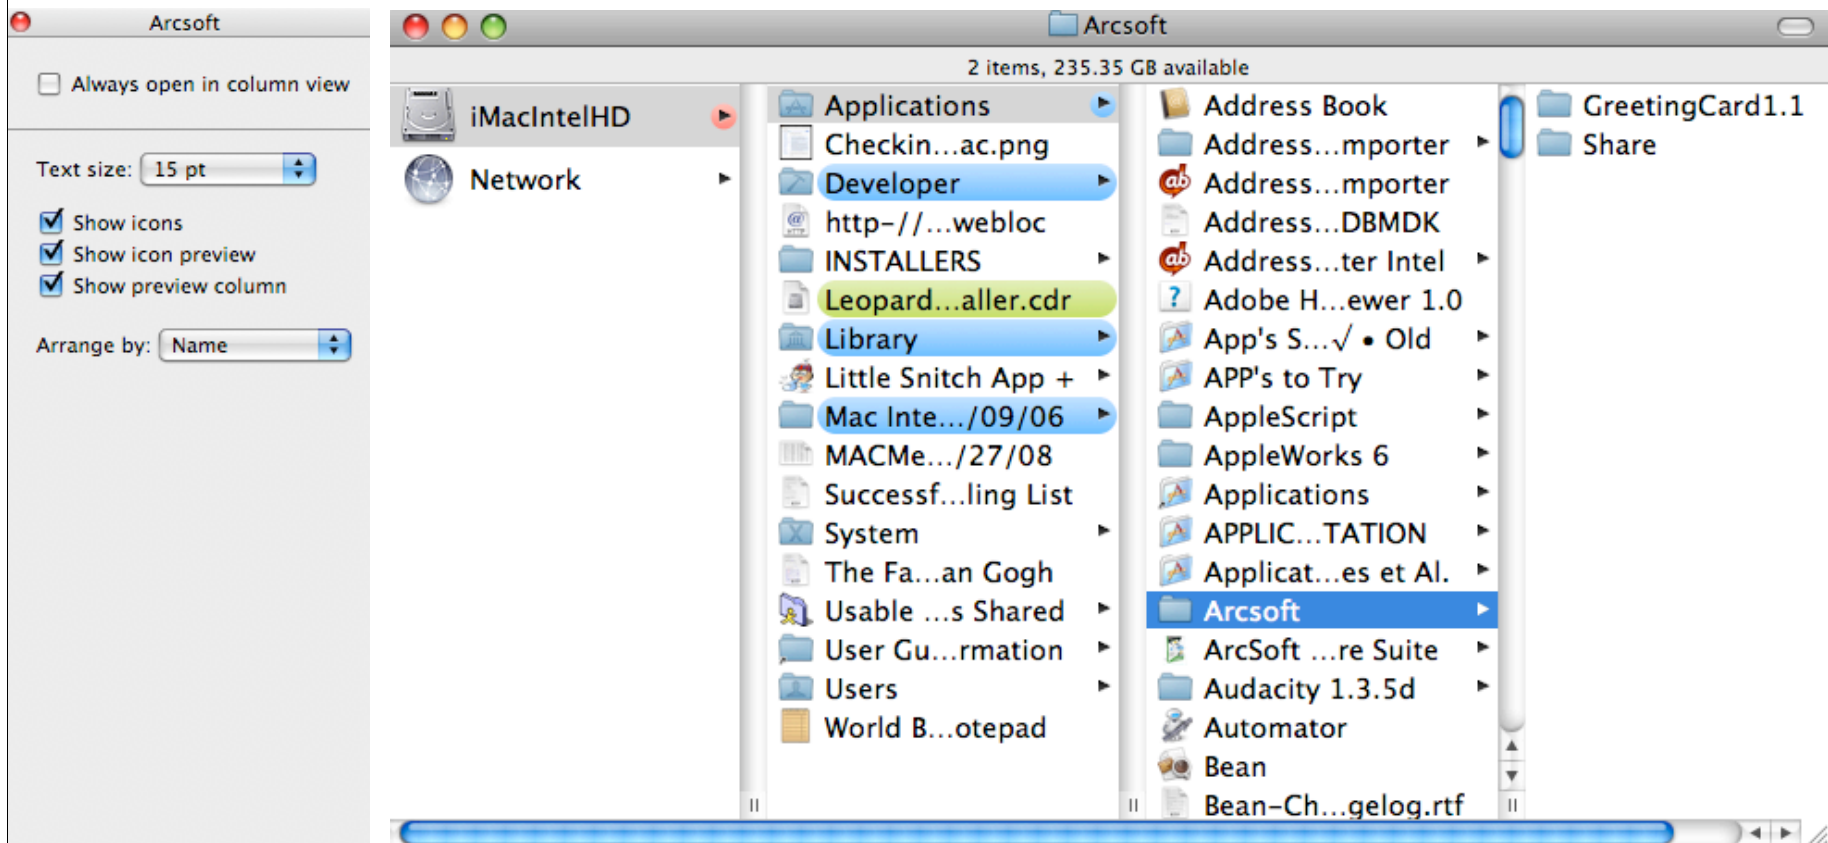 Arcsoft
Always open in column view
Text size: 15 pt
Show icons
Show icon preview
Show preview column
Arrange by: Name
Arcsoft
2 items, 235.35 GB available
iMacIntelHD
Network
Applications
Checkin...ac.png
Developer
http-//...webloc
INSTALLERS
Leopard...aller.cdr
Library
Little Snitch App +
Mac Inte.../09/06
MACMe.../27/08
Successf...ling List
System
The Fa...an Gogh
Usable ...s Shared
User Gu...rmation
Users
World B...otepad
Address Book
Address...mporter
Address...mporter
Address...DBMDK
Address...ter Intel
Adobe H...ewer 1.0
App's S...√ • Old
APP's to Try
AppleScript
AppleWorks 6
Applications
APPLIC...TATION
Applicat...es et Al.
Arcsoft
ArcSoft ...re Suite
Audacity 1.3.5d
Automator
Bean
Bean-Ch...gelog.rtf
GreetingCard1.1
Share